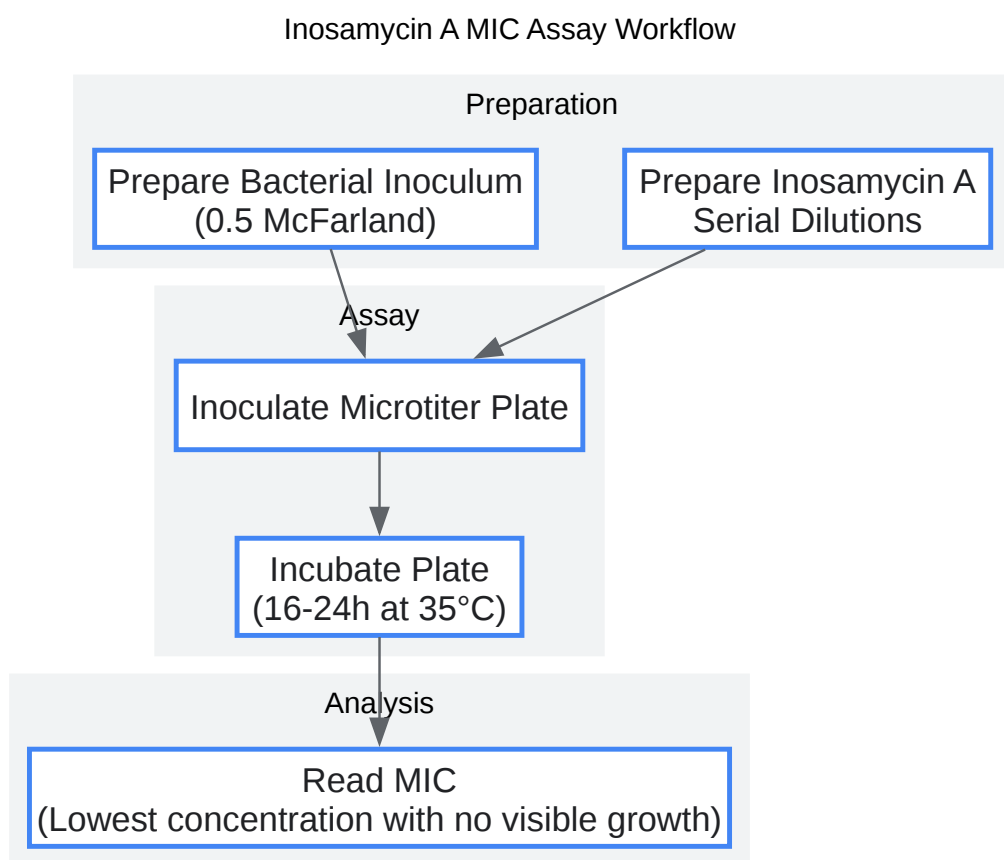 Inosamycin A MIC Assay Workflow
Preparation
Prepare Bacterial Inoculum
(0.5 McFarland)
Prepare Inosamycin A
Serial Dilutions
Assay
Inoculate Microtiter Plate
Incubate Plate
(16-24h at 35°C)
Analysis
Read MIC
(Lowest concentration with no visible growth)